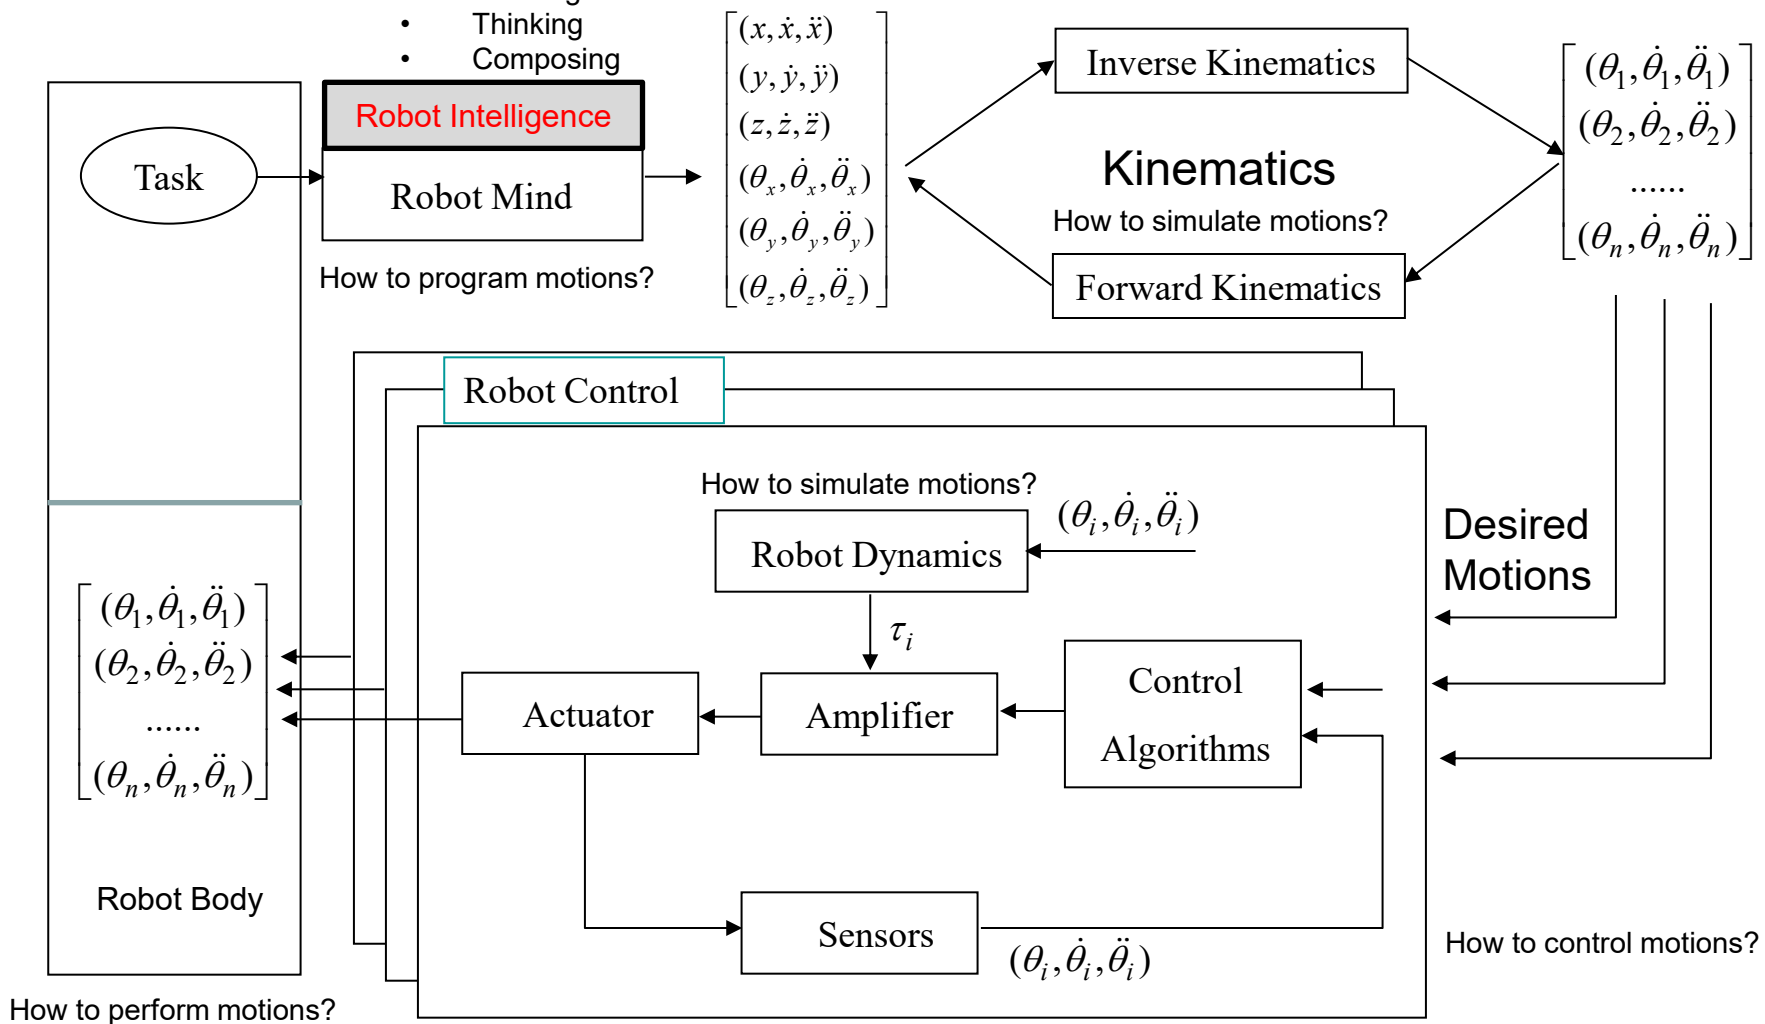 • Thinking
• Composing
Robot Intelligence
Task
Robot Mind
How to program motions?
(x, ẋ, ẍ)
(y, ẏ, ÿ)
(z, ż, z̈)
(θx, θ̇x, θ̈x)
(θy, θ̇y, θ̈y)
(θz, θ̇z, θ̈z)
Inverse Kinematics
Kinematics
How to simulate motions?
Forward Kinematics
(θ1, θ̇1, θ̈1)
(θ2, θ̇2, θ̈2)
......
(θn, θ̇n, θ̈n)
Robot Control
How to simulate motions?
(θi, θ̇i, θ̈i)
Robot Dynamics
τi
Desired
Motions
Control
Algorithms
Amplifier
Actuator
Sensors
(θi, θ̇i, θ̈i)
How to control motions?
(θ1, θ̇1, θ̈1)
(θ2, θ̇2, θ̈2)
......
(θn, θ̇n, θ̈n)
Robot Body
How to perform motions?